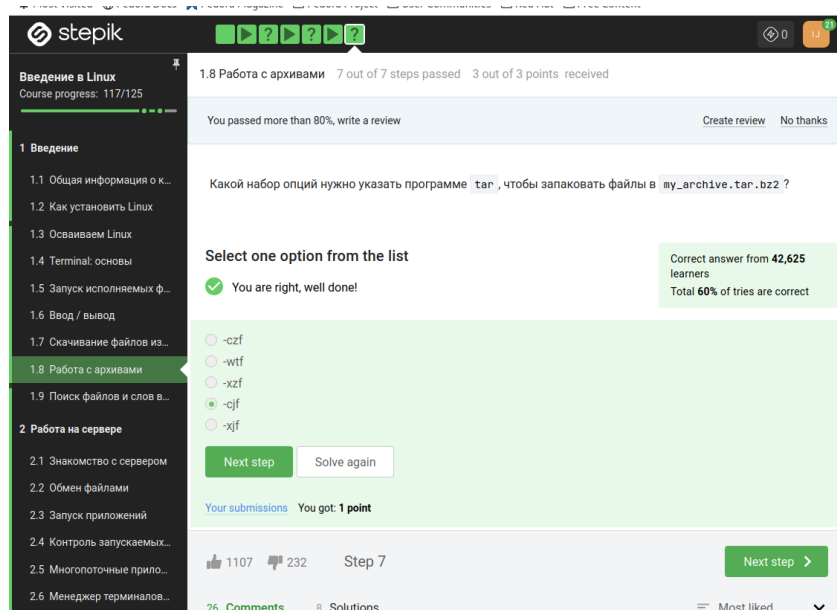 stepik
0
21
IJ
Введение в Linux
Course progress: 117/125
1 Введение
1.1 Общая информация о к...
1.2 Как установить Linux
1.3 Осваиваем Linux
1.4 Terminal: основы
1.5 Запуск исполняемых ф...
1.6 Ввод / вывод
1.7 Скачивание файлов из...
1.8 Работа с архивами
1.9 Поиск файлов и слов в...
2 Работа на сервере
2.1 Знакомство с сервером
2.2 Обмен файлами
2.3 Запуск приложений
2.4 Контроль запускаемых...
2.5 Многопоточные прило...
2.6 Менеджер терминалов...
1.8 Работа с архивами 7 out of 7 steps passed 3 out of 3 points received
You passed more than 80%, write a review Create review No thanks
Какой набор опций нужно указать программе tar , чтобы запаковать файлы в my_archive.tar.bz2 ?
Select one option from the list
You are right, well done!
Correct answer from 42,625
learners
Total 60% of tries are correct
-czf
-wtf
-xzf
-cjf
-xjf
Next step Solve again
Your submissions You got: 1 point
1107 232 Step 7 Next step
26 Comments 8 Solutions Most liked